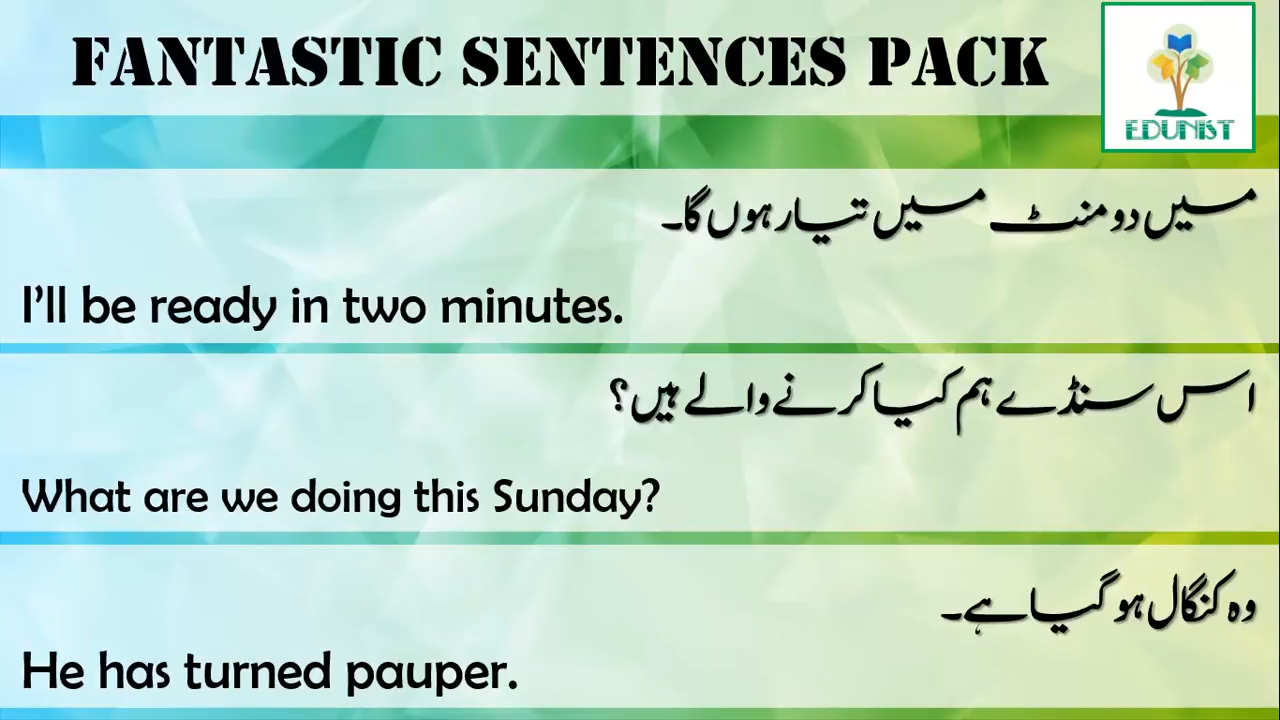 FANTASTIC SENTENCES PACK
EDUNIST
میں دو منٹ میں تیار ہوں گا۔
I'll be ready in two minutes.
اس سنڈے ہم کیا کرنے والے ہیں؟
What are we doing this Sunday?
وہ کنگال ہو گیا ہے۔
He has turned pauper.